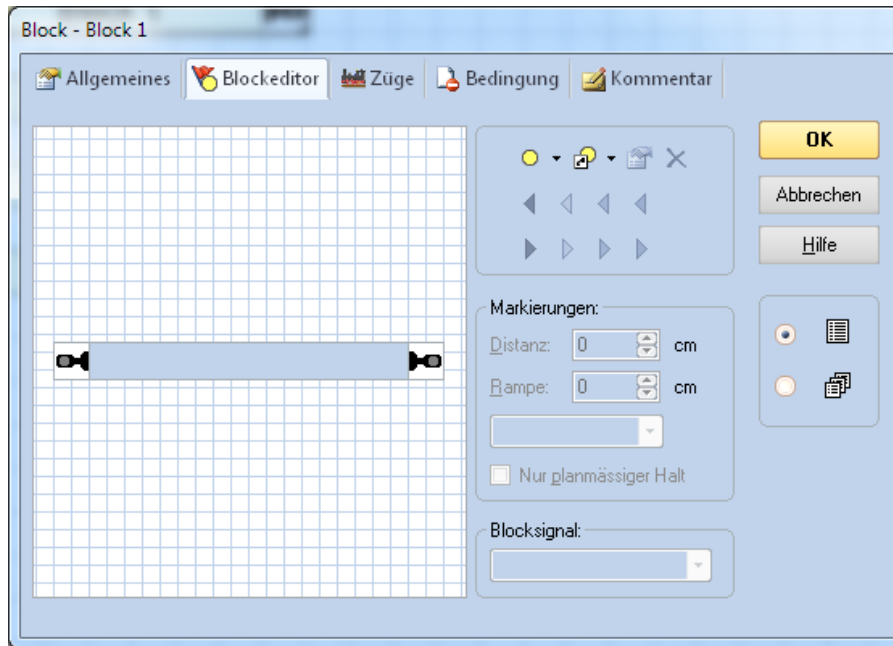 Block - Block 1
Allgemeines Blockeditor Züge Bedingung Kommentar
OK
Abbrechen
Hilfe
Markierungen:
Distanz: 0 cm
Rampe: 0 cm
Nur planmässiger Halt
Blocksignal: